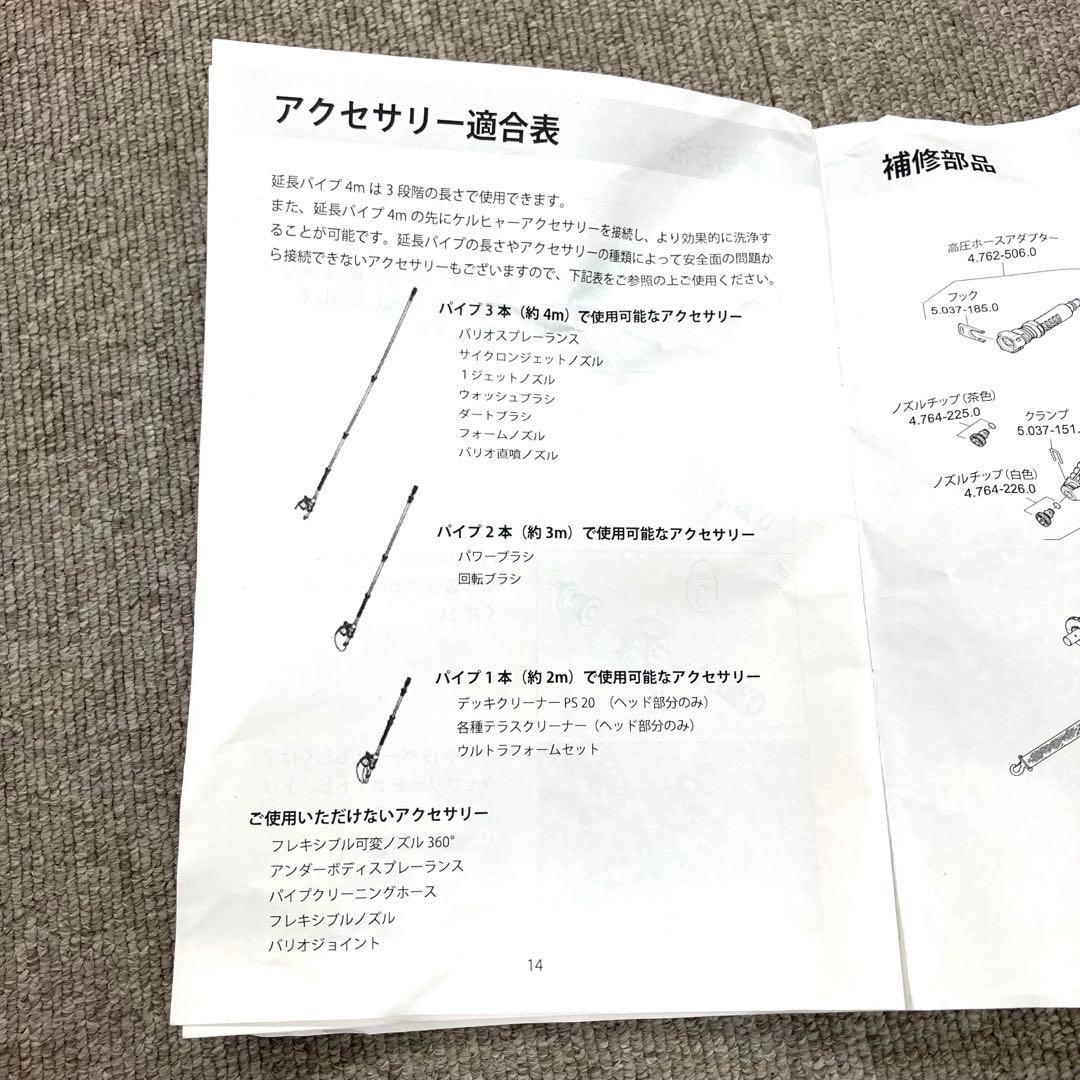 アクセサリー適合表
延長パイプ 4m は 3 段階の長さで使用できます。
また、延長パイプ 4m の先にケルヒャーアクセサリーを接続し、より効果的に洗浄す
ることが可能です。延長パイプの長さやアクセサリーの種類によって安全面の問題か
ら接続できないアクセサリーもございますので、下記表をご参照の上ご使用ください。
パイプ 3 本（約 4m）で使用可能なアクセサリー
バリオスプレーランス
サイクロンジェットノズル
１ジェットノズル
ウォッシュブラシ
ダートブラシ
フォームノズル
バリオ直噴ノズル
パイプ 2 本（約 3m）で使用可能なアクセサリー
パワーブラシ
回転ブラシ
パイプ 1 本（約 2m）で使用可能なアクセサリー
デッキクリーナー PS 20 （ヘッド部分のみ）
各種テラスクリーナー（ヘッド部分のみ）
ウルトラフォームセット
ご使用いただけないアクセサリー
フレキシブル可変ノズル 360°
アンダーボディスプレーランス
パイプクリーニングホース
フレキシブルノズル
バリオジョイント
14
補修部品
高圧ホースアダプター
4.762-506.0
フック
5.037-185.0
ノズルチップ（茶色）
4.764-225.0
クランプ
5.037-151.
ノズルチップ（白色）
4.764-226.0